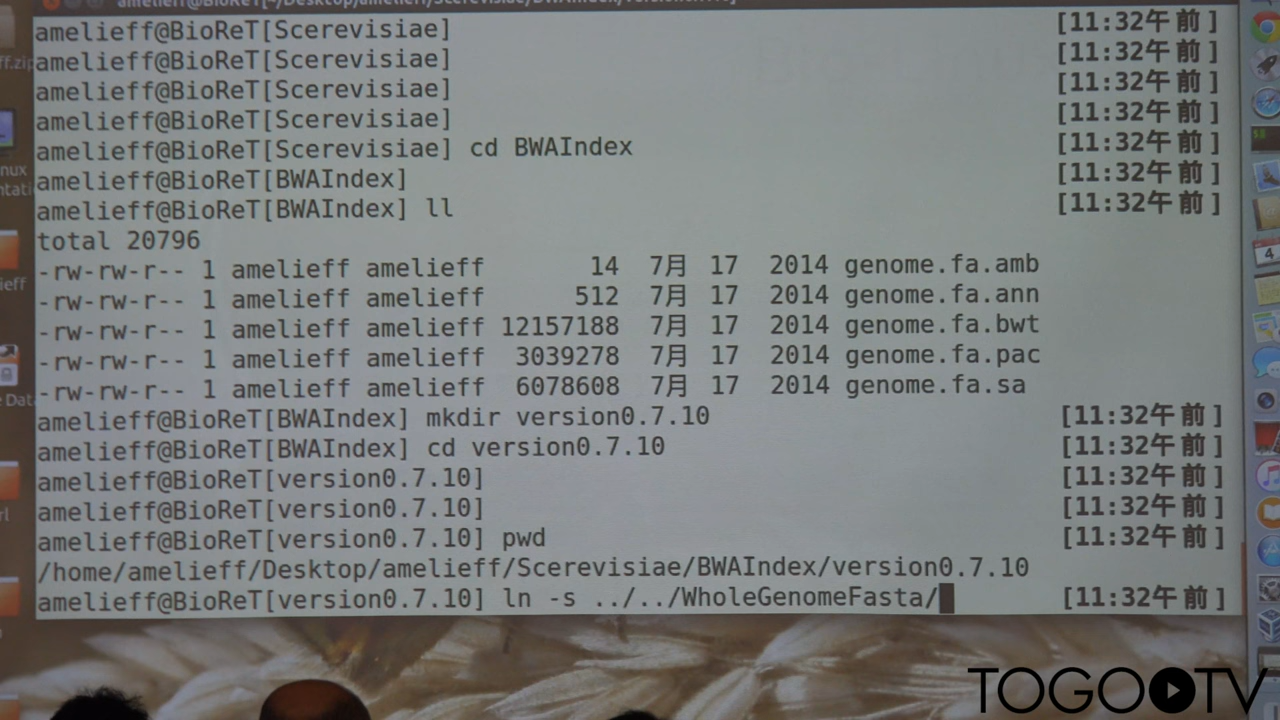 amelieff@BioReT[Scerevisiae] [11:32午前]
amelieff@BioReT[Scerevisiae] [11:32午前]
amelieff@BioReT[Scerevisiae] [11:32午前]
amelieff@BioReT[Scerevisiae] [11:32午前]
amelieff@BioReT[Scerevisiae] cd BWAIndex [11:32午前]
amelieff@BioReT[BWAIndex] [11:32午前]
amelieff@BioReT[BWAIndex] ll [11:32午前]
total 20796
-rw-rw-r-- 1 amelieff amelieff 14 7月 17 2014 genome.fa.amb
-rw-rw-r-- 1 amelieff amelieff 512 7月 17 2014 genome.fa.ann
-rw-rw-r-- 1 amelieff amelieff 12157188 7月 17 2014 genome.fa.bwt
-rw-rw-r-- 1 amelieff amelieff 3039278 7月 17 2014 genome.fa.pac
-rw-rw-r-- 1 amelieff amelieff 6078608 7月 17 2014 genome.fa.sa
amelieff@BioReT[BWAIndex] mkdir version0.7.10 [11:32午前]
amelieff@BioReT[BWAIndex] cd version0.7.10 [11:32午前]
amelieff@BioReT[version0.7.10] [11:32午前]
amelieff@BioReT[version0.7.10] [11:32午前]
amelieff@BioReT[version0.7.10] pwd [11:32午前]
/home/amelieff/Desktop/amelieff/Scerevisiae/BWAIndex/version0.7.10
amelieff@BioReT[version0.7.10] ln -s ../../WholeGenomeFasta/ [11:32午前]
TOGOTV